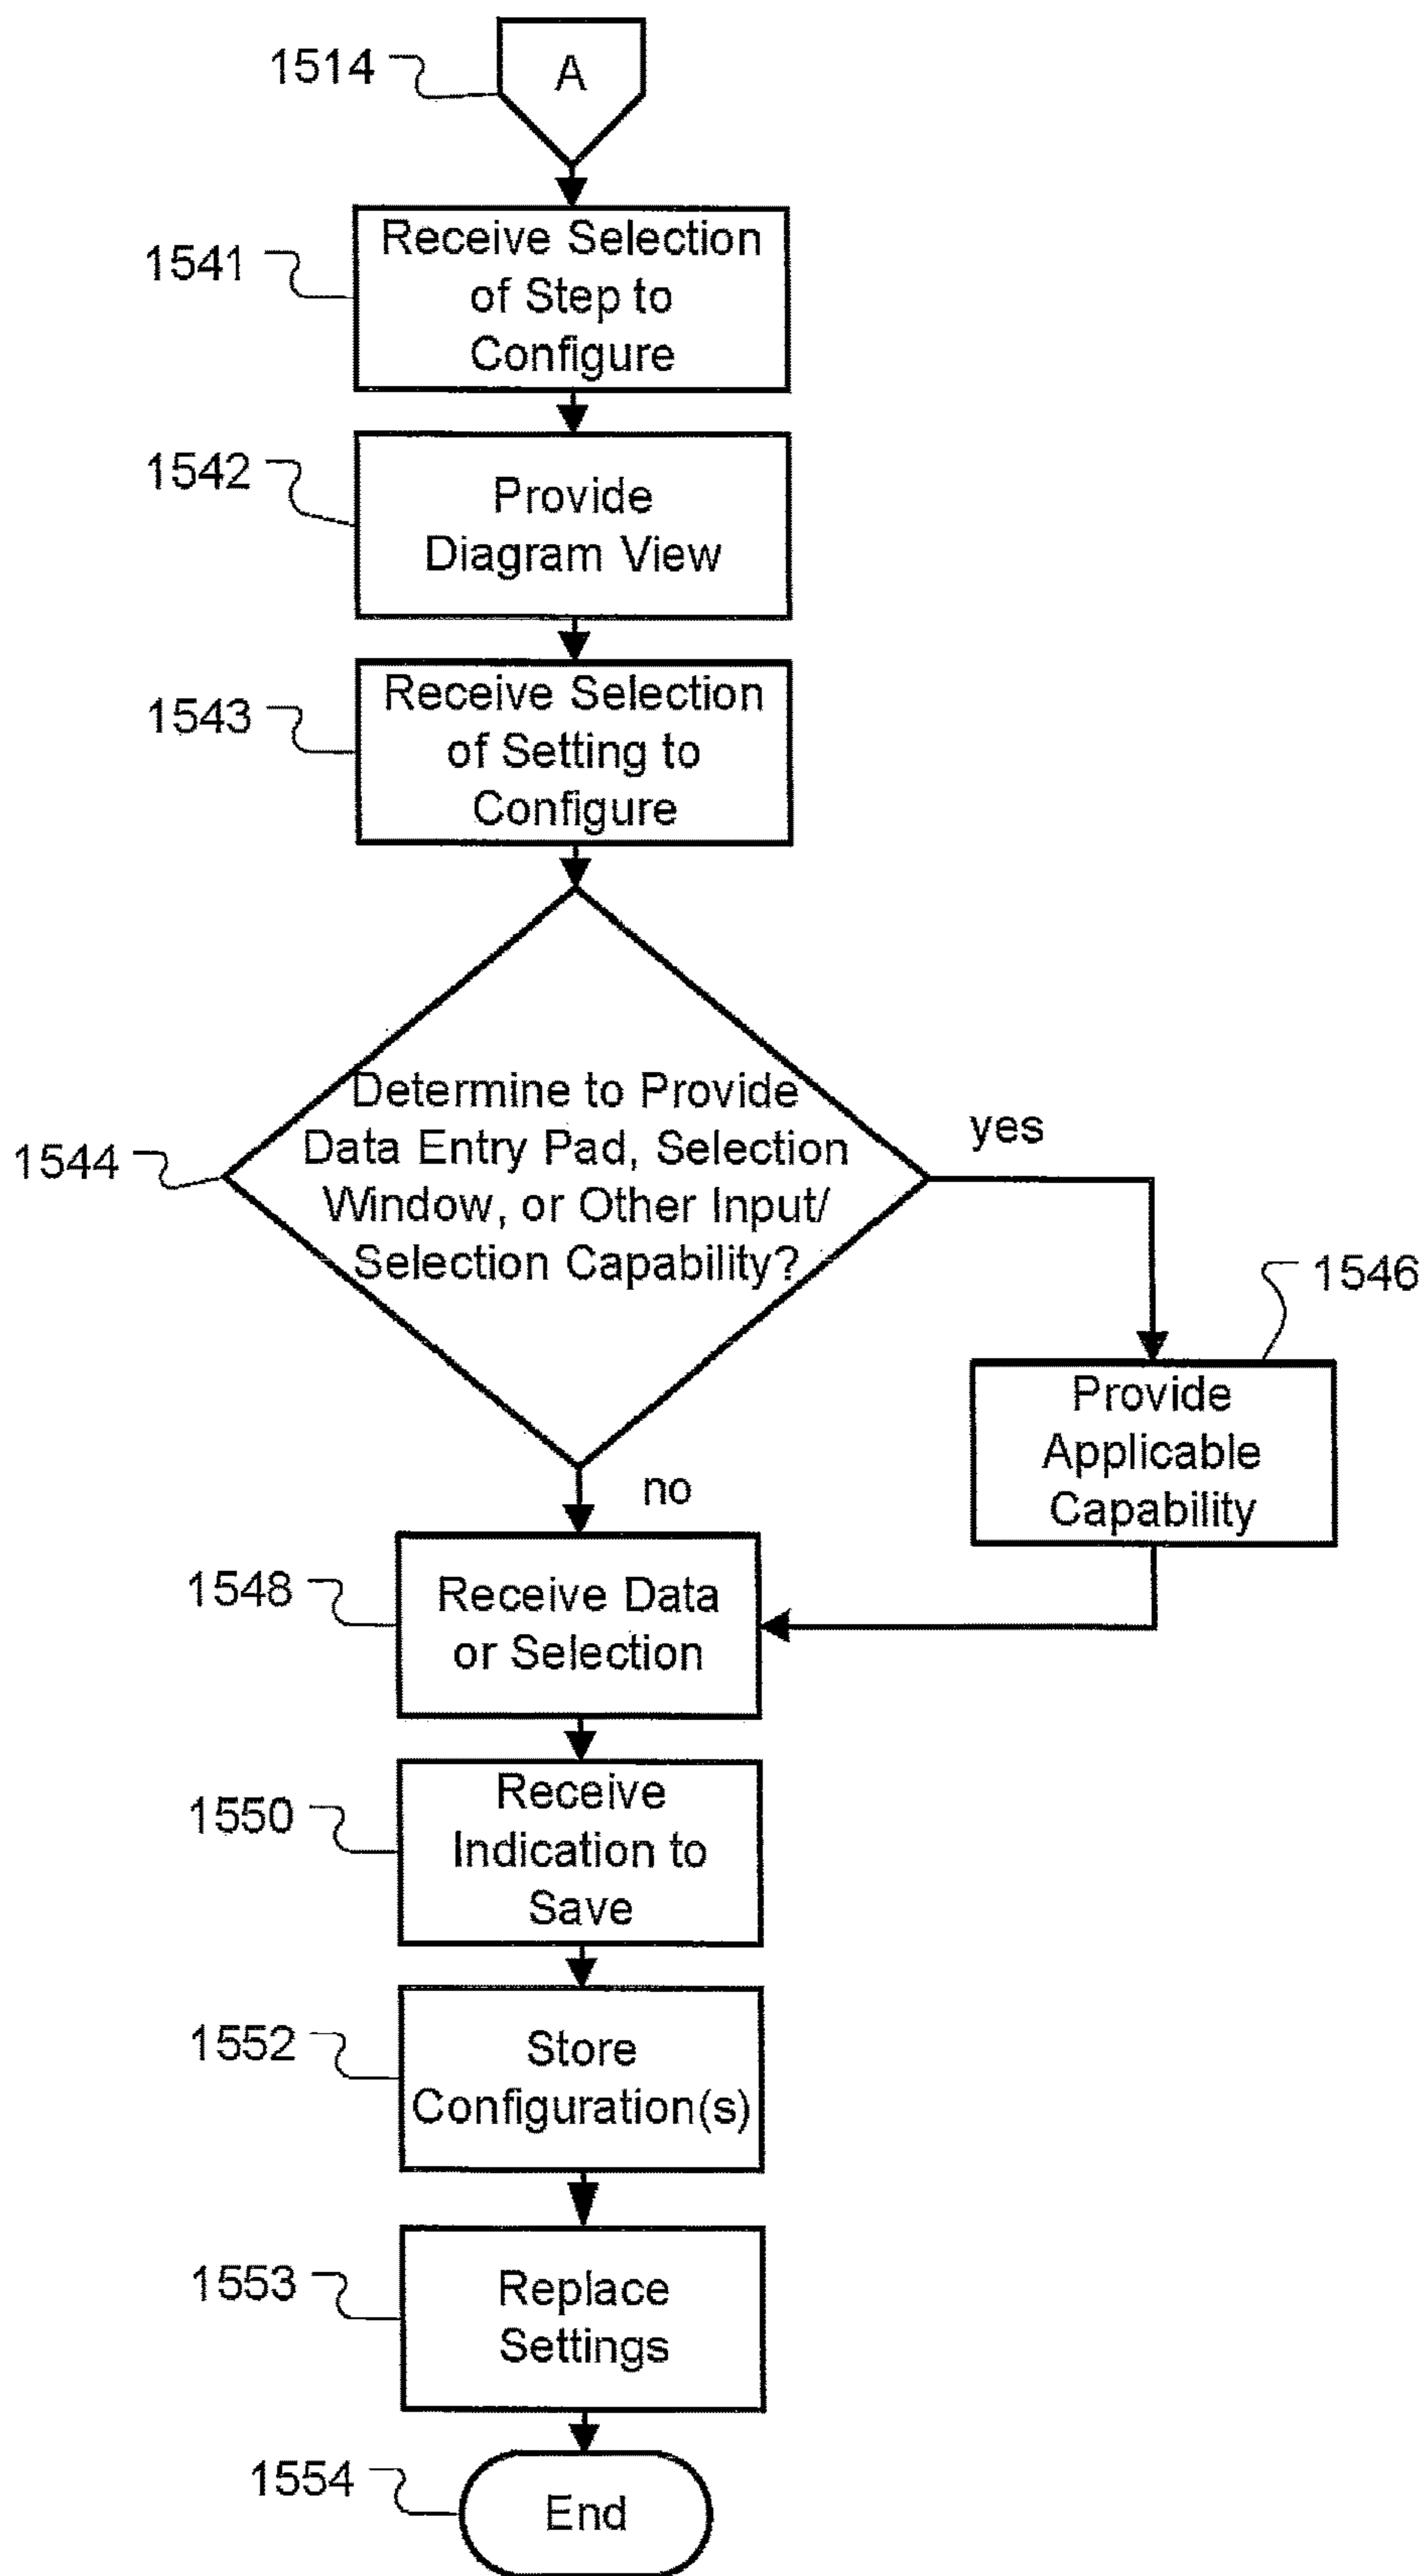 1514
A
1541
Receive Selection
of Step to
Configure
1542
Provide
Diagram View
1543
Receive Selection
of Setting to
Configure
1544
Determine to Provide
Data Entry Pad, Selection
Window, or Other Input/
Selection Capability?
yes
1546
Provide
Applicable
Capability
no
1548
Receive Data
or Selection
1550
Receive
Indication to
Save
1552
Store
Configuration(s)
1553
Replace
Settings
1554
End